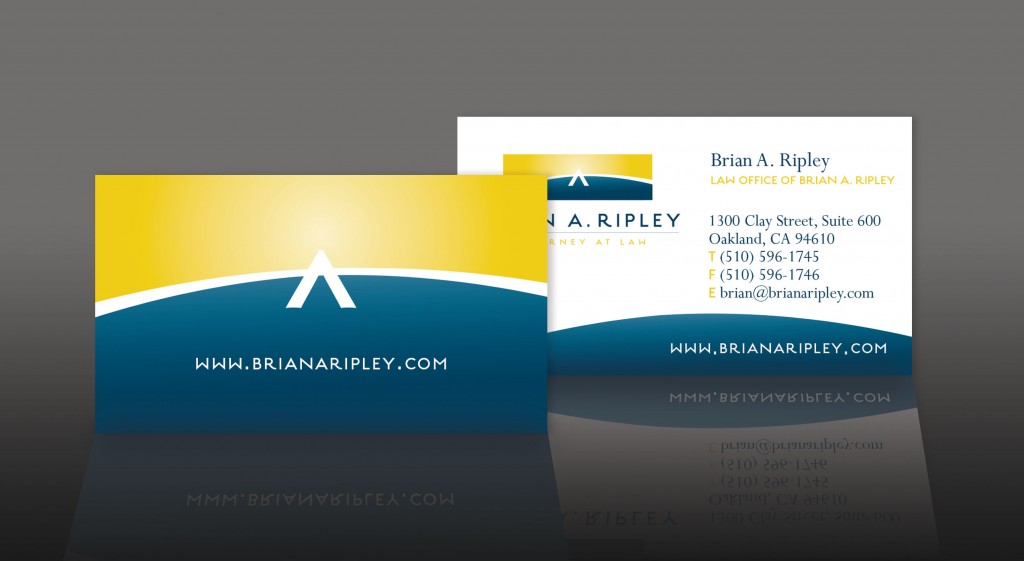 WWW.BRIANARIPLEY.COM
N A. RIPLEY
RNEY AT LAW
Brian A. Ripley
LAW OFFICE OF BRIAN A. RIPLEY
1300 Clay Street, Suite 600
Oakland, CA 94610
T (510) 596-1745
F (510) 596-1746
E brian@brianaripley.com
WWW.BRIANARIPLEY.COM